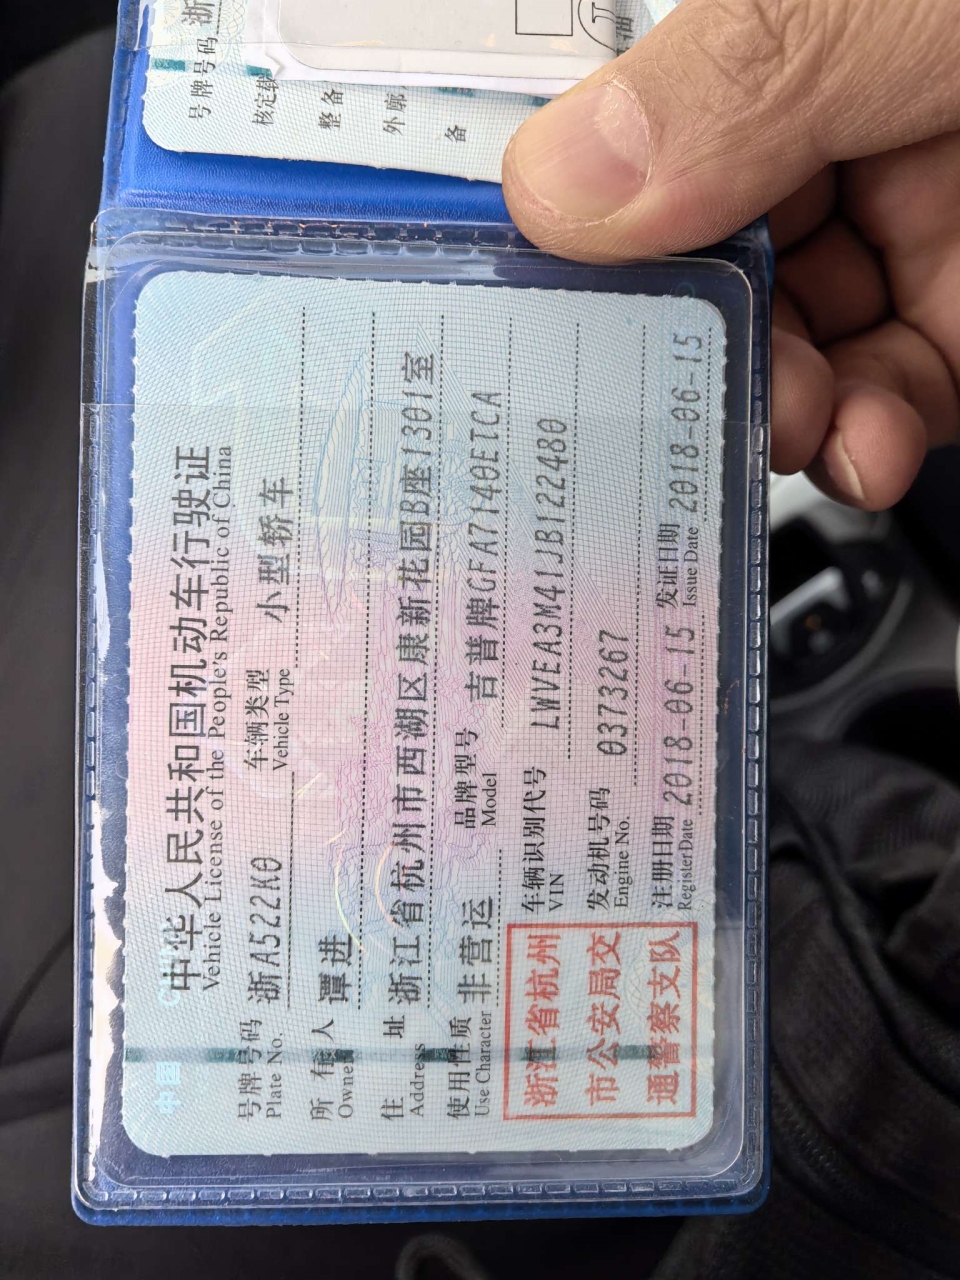 号牌号码 浙
核定载
整备
外廓
备
中国
中华人民共和国机动车行驶证
Vehicle License of the People's Republic of China
号牌号码 浙A522K0 车辆类型 小型轿车
Plate No. Vehicle Type
所有人 谭进
Owner
住址 浙江省杭州市西湖区康新花园B座1301室
Address
使用性质 非营运 品牌型号 吉普牌GFA7140EICA
Use Character Model
浙江省杭州
市公安局交
通警察支队
车辆识别代号 LWVEA3M41JB122480
VIN
发动机号码 0373267
Engine No.
注册日期 2018-06-15 发证日期 2018-06-15
Register Date Issue Date